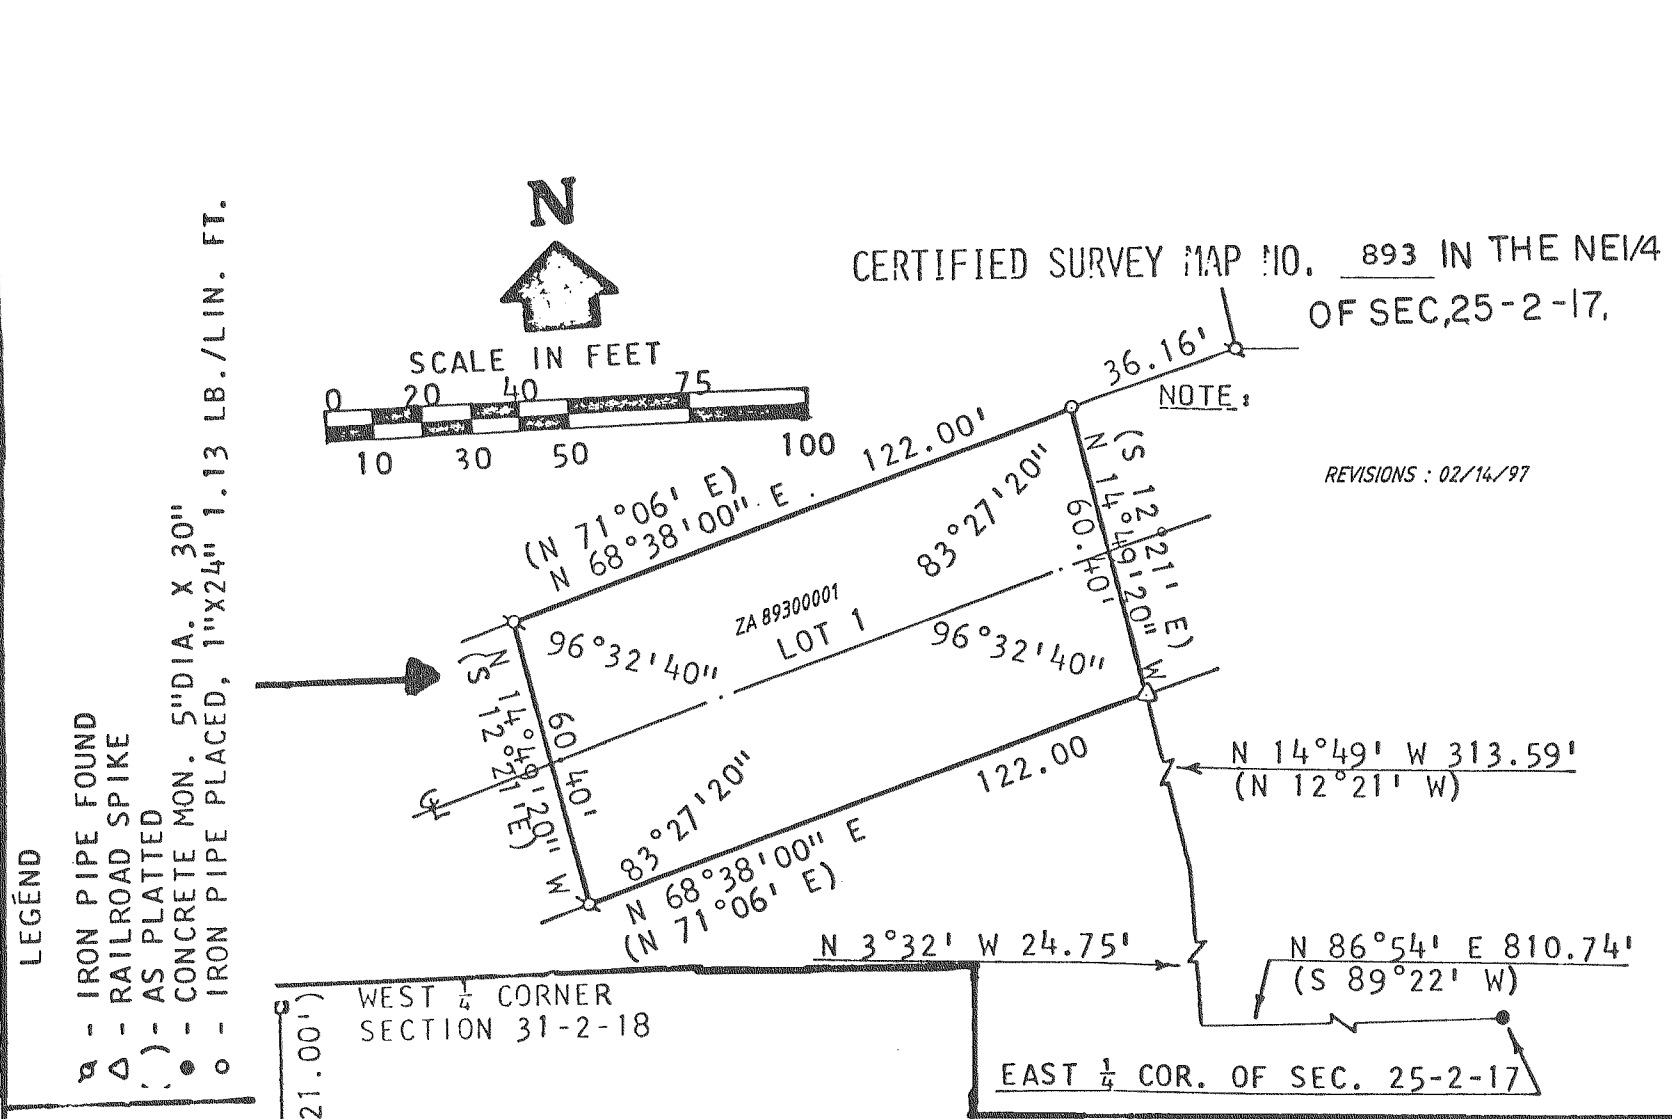 N
SCALE IN FEET
0 20 40 75
10 30 50 100
CERTIFIED SURVEY MAP NO. 893 IN THE NE1/4
OF SEC, 25-2-17,
36.16'
NOTE:
REVISIONS : 02/14/97
122.00'
(N 71°06' E)
N 68°38'00" E
83°27'20"
(S 12°21' E)
N 14°49'20" W
60.40'
ZA 89300001
LOT 1
96°32'40"
96°32'40"
N 14°49'20" W
(S 12°21' E)
60.40'
83°27'20"
122.00
N 68°38'00" E
(N 71°06' E)
N 14°49' W 313.59'
(N 12°21' W)
N 3°32' W 24.75'
N 86°54' E 810.74'
(S 89°22' W)
WEST 1/4 CORNER
SECTION 31-2-18
21.00')
EAST 1/4 COR. OF SEC. 25-2-17
LEGEND
- IRON PIPE FOUND
△ - RAILROAD SPIKE
( ) - AS PLATTED
● - CONCRETE MON. 5"DIA. X 30"
○ - IRON PIPE PLACED, 1"X24" 1.13 LB./LIN. FT.